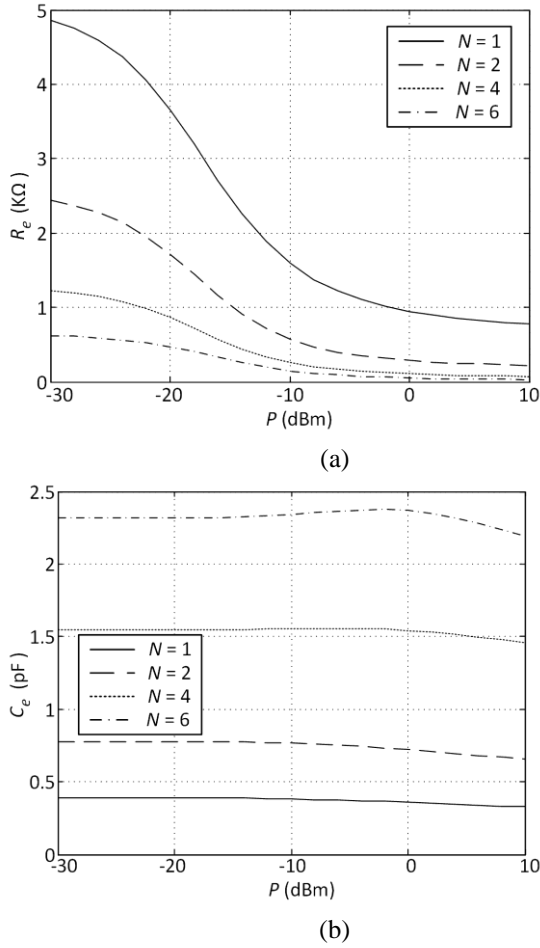 5
4
3
2
1
0
R_e (KΩ)
N = 1
N = 2
N = 4
N = 6
-30 -20 -10 0 10
P (dBm)
(a)
2.5
2
1.5
1
0.5
0
C_e (pF)
N = 1
N = 2
N = 4
N = 6
-30 -20 -10 0 10
P (dBm)
(b)